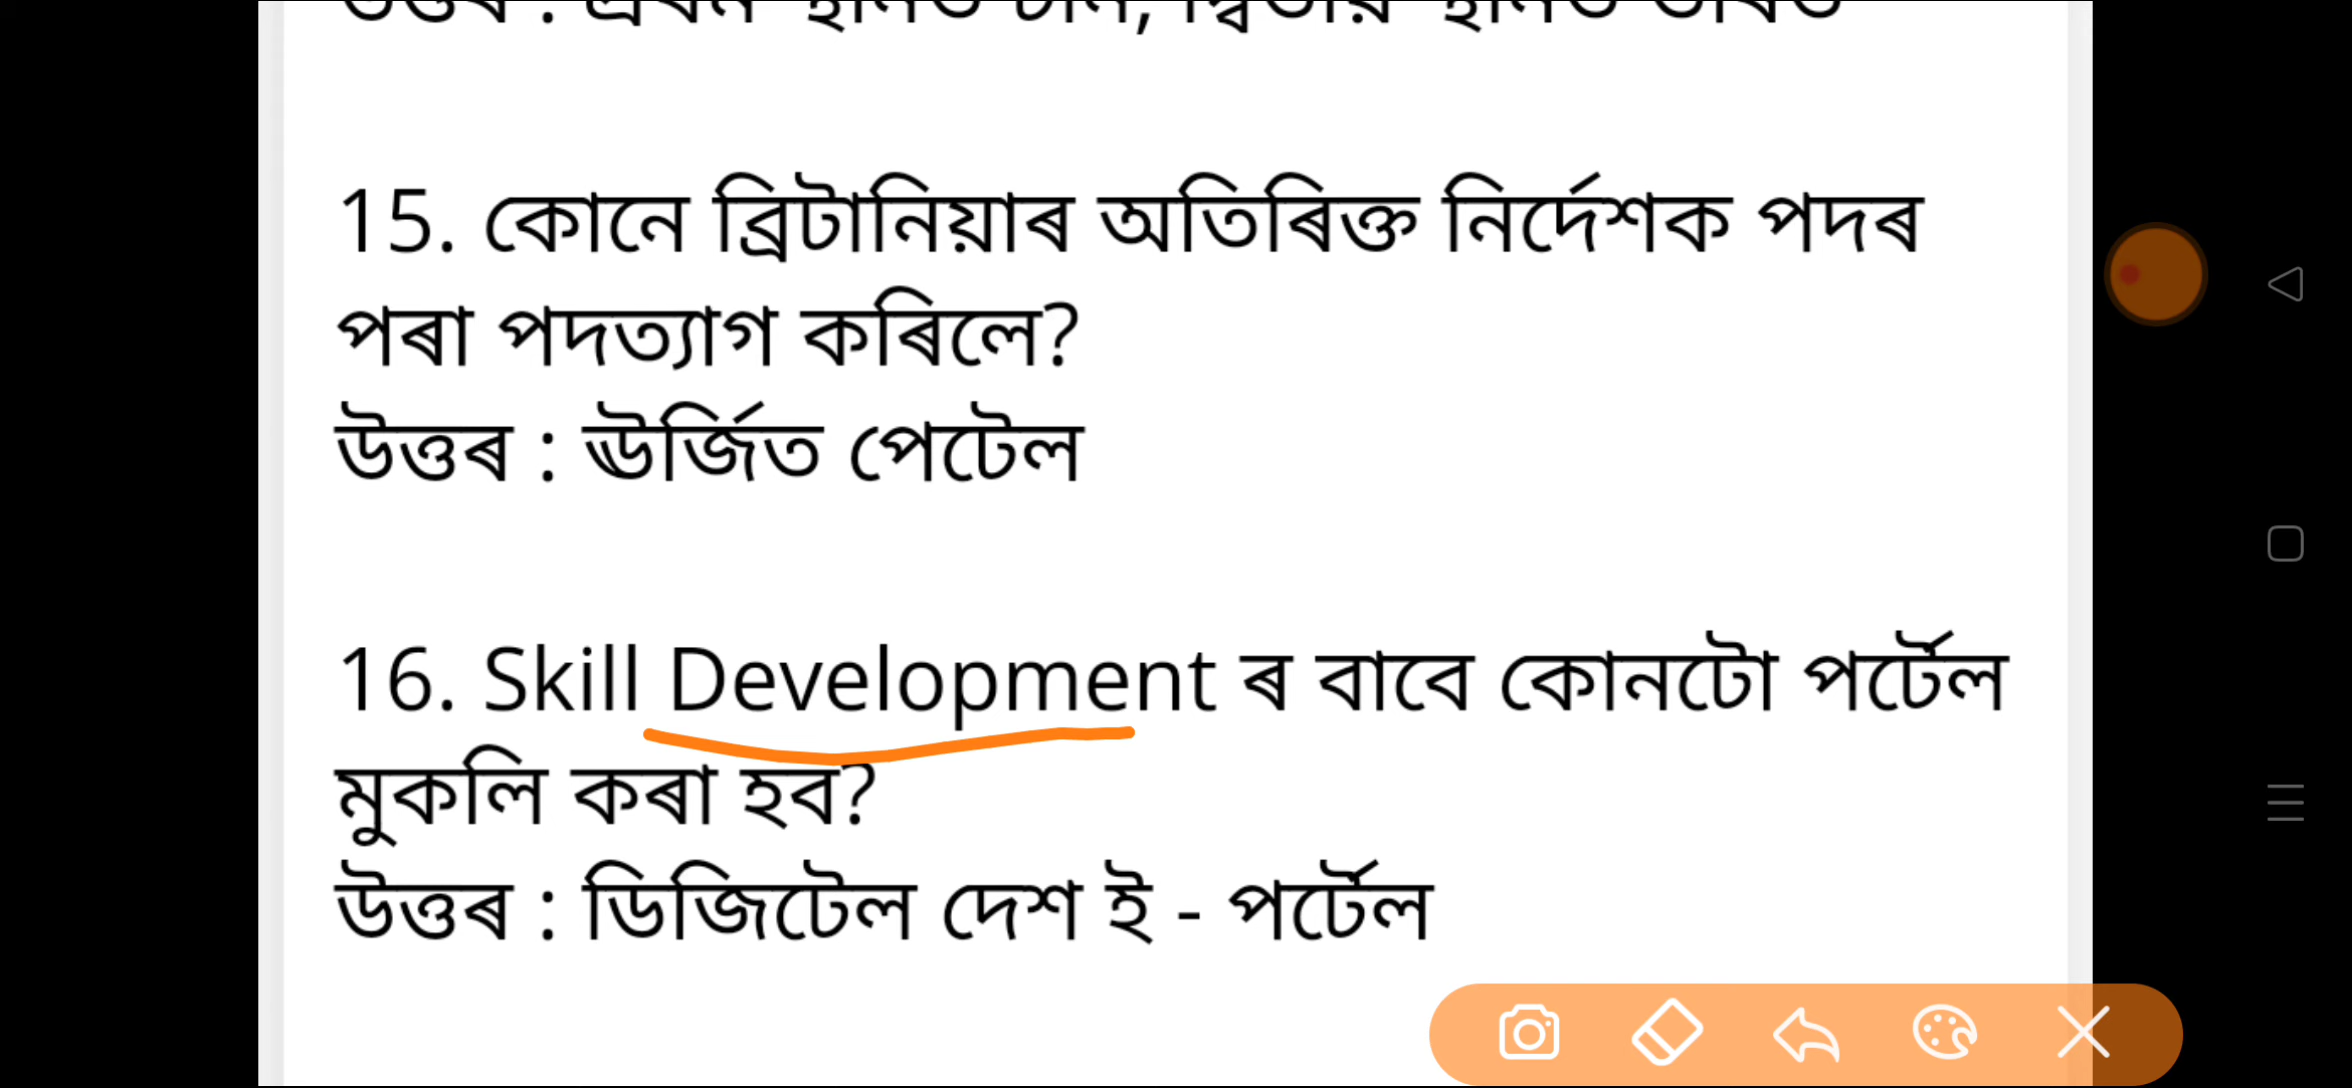 15. কোনে ব্ৰিটানিয়াৰ অতিৰিক্ত নিৰ্দেশক পদৰ
পৰা পদত্যাগ কৰিলে?
উত্তৰ : ঊৰ্জিত পেটেল
16. Skill Development ৰ বাবে কোনটো পৰ্টেল
মুকলি কৰা হব?
উত্তৰ : ডিজিটেল দেশ ই - পৰ্টেল